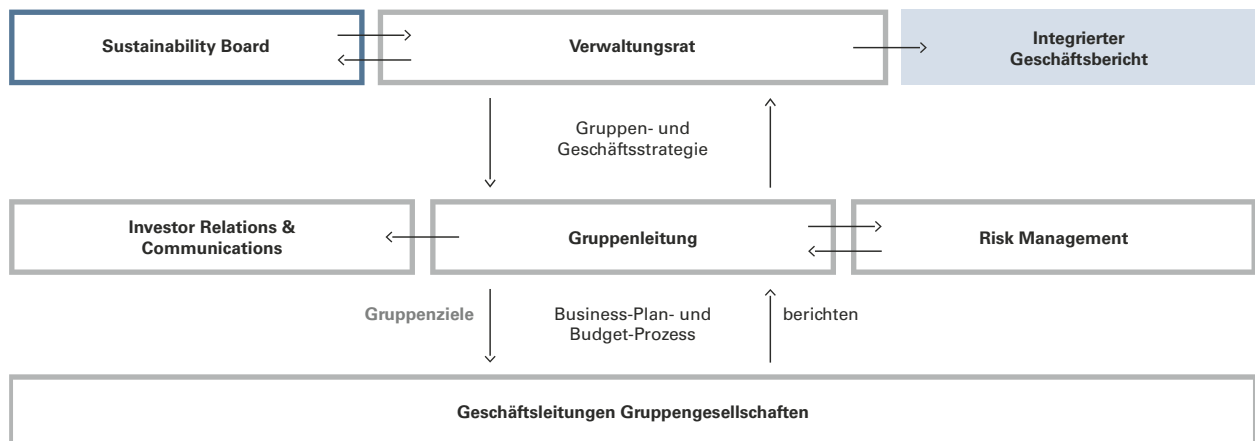 Sustainability Board
Verwaltungsrat
Integrierter
Geschäftsbericht
Gruppen- und
Geschäftsstrategie
Investor Relations &
Communications
Gruppenleitung
Risk Management
Gruppenziele
Business-Plan- und
Budget-Prozess
berichten
Geschäftsleitungen Gruppengesellschaften